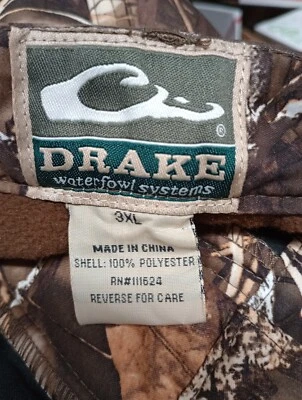 ®
DRAKE
waterfowl systems
3XL
MADE IN CHINA
SHELL: 100% POLYESTER
RN#111624
REVERSE FOR CARE